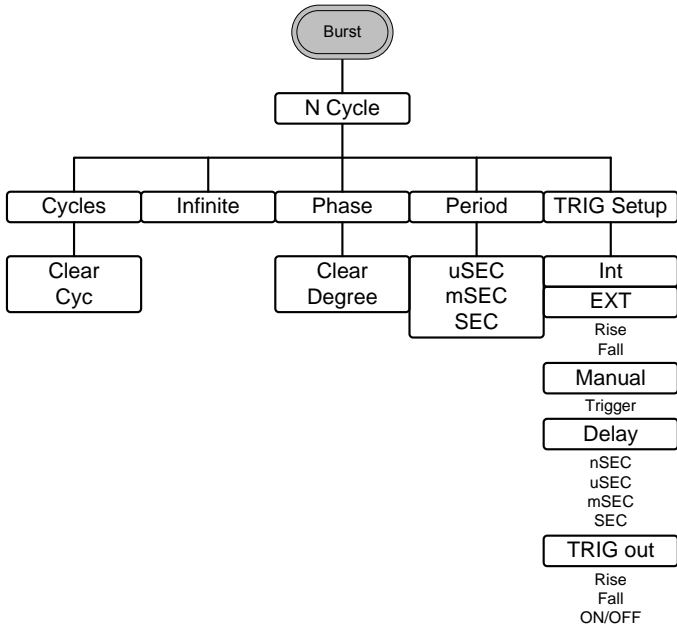 Burst
N Cycle
Cycles
Infinite
Phase
Period
TRIG Setup
Clear
Cyc
Clear
Degree
uSEC
mSEC
SEC
Int
EXT
Rise
Fall
Manual
Trigger
Delay
nSEC
uSEC
mSEC
SEC
TRIG out
Rise
Fall
ON/OFF